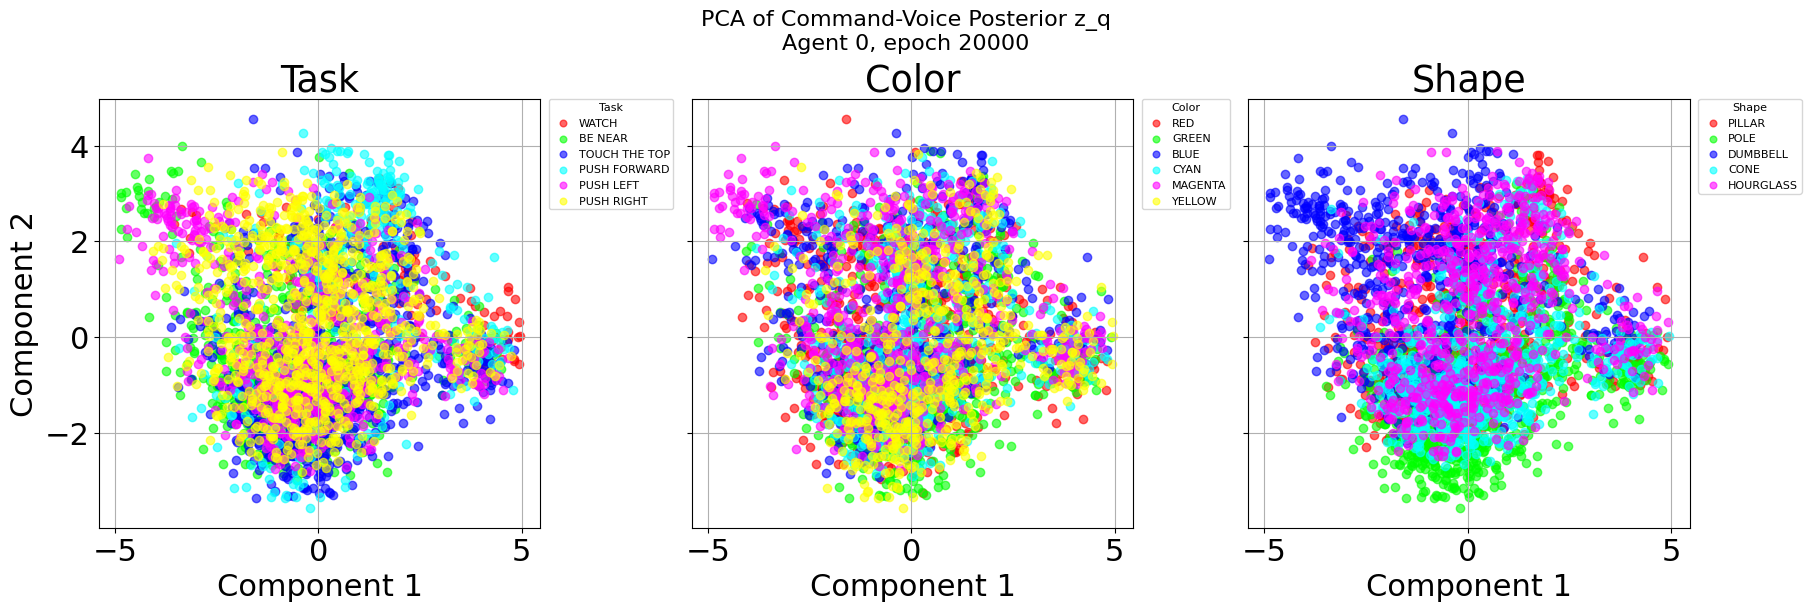 PCA of Command-Voice Posterior z_q
Agent 0, epoch 20000
Task
Component 2
4
2
0
−2
−5
0
5
Component 1
Task
WATCH
BE NEAR
TOUCH THE TOP
PUSH FORWARD
PUSH LEFT
PUSH RIGHT
Color
−5
0
5
Component 1
Color
RED
GREEN
BLUE
CYAN
MAGENTA
YELLOW
Shape
−5
0
5
Component 1
Shape
PILLAR
POLE
DUMBBELL
CONE
HOURGLASS